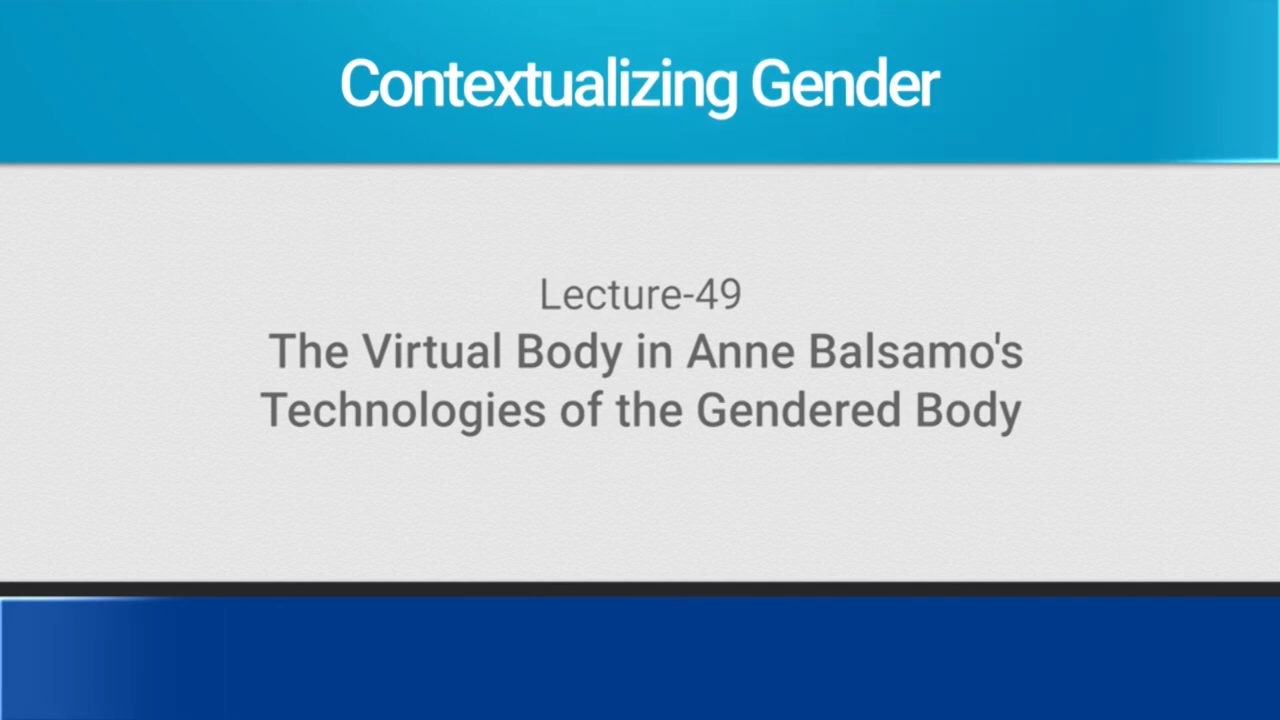 Contextualizing Gender
Lecture-49
The Virtual Body in Anne Balsamo's
Technologies of the Gendered Body